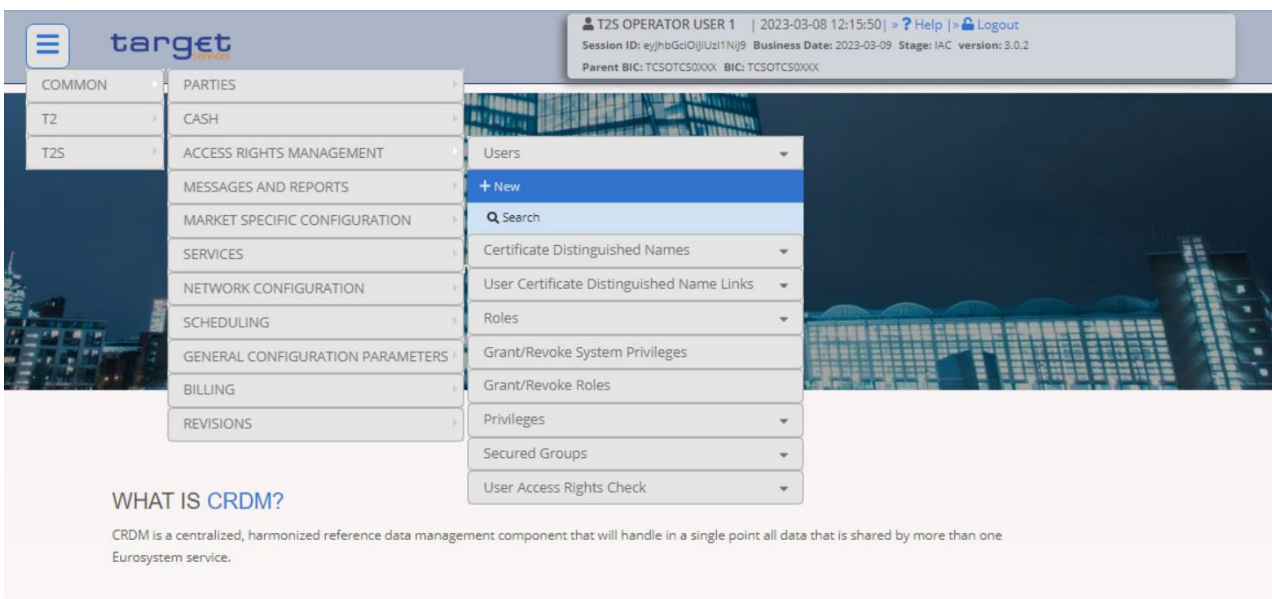 T2S OPERATOR USER 1 | 2023-03-08 12:15:50| » ? Help |» Logout
target
services
Session ID: eyJhbGciOiJIUzI1NiJ9 Business Date: 2023-03-09 Stage: IAC version: 3.0.2
Parent BIC: TCSOTCS0XXX BIC: TCSOTCS0XXX
COMMON
T2
T2S
PARTIES
CASH
ACCESS RIGHTS MANAGEMENT
MESSAGES AND REPORTS
MARKET SPECIFIC CONFIGURATION
SERVICES
NETWORK CONFIGURATION
SCHEDULING
GENERAL CONFIGURATION PARAMETERS
BILLING
REVISIONS
Users
+ New
Search
Certificate Distinguished Names
User Certificate Distinguished Name Links
Roles
Grant/Revoke System Privileges
Grant/Revoke Roles
Privileges
Secured Groups
User Access Rights Check
WHAT IS CRDM?
CRDM is a centralized, harmonized reference data management component that will handle in a single point all data that is shared by more than one
Eurosystem service.